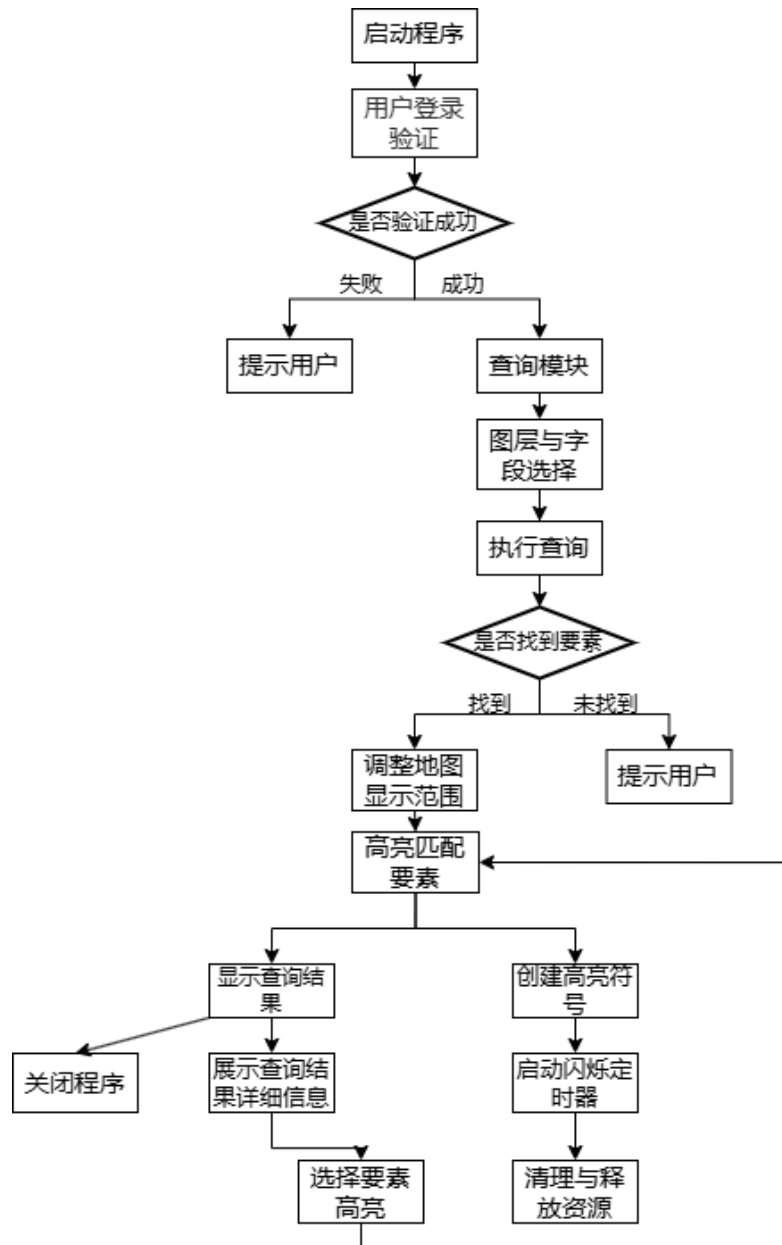 启动程序
用户登录
验证
是否验证成功
失败
成功
提示用户
查询模块
图层与字
段选择
执行查询
是否找到要素
找到
未找到
调整地图
显示范围
提示用户
高亮匹配
要素
显示查询结
果
创建高亮符
号
关闭程序
展示查询结
果详细信息
启动闪烁定
时器
选择要素
高亮
清理与释
放资源